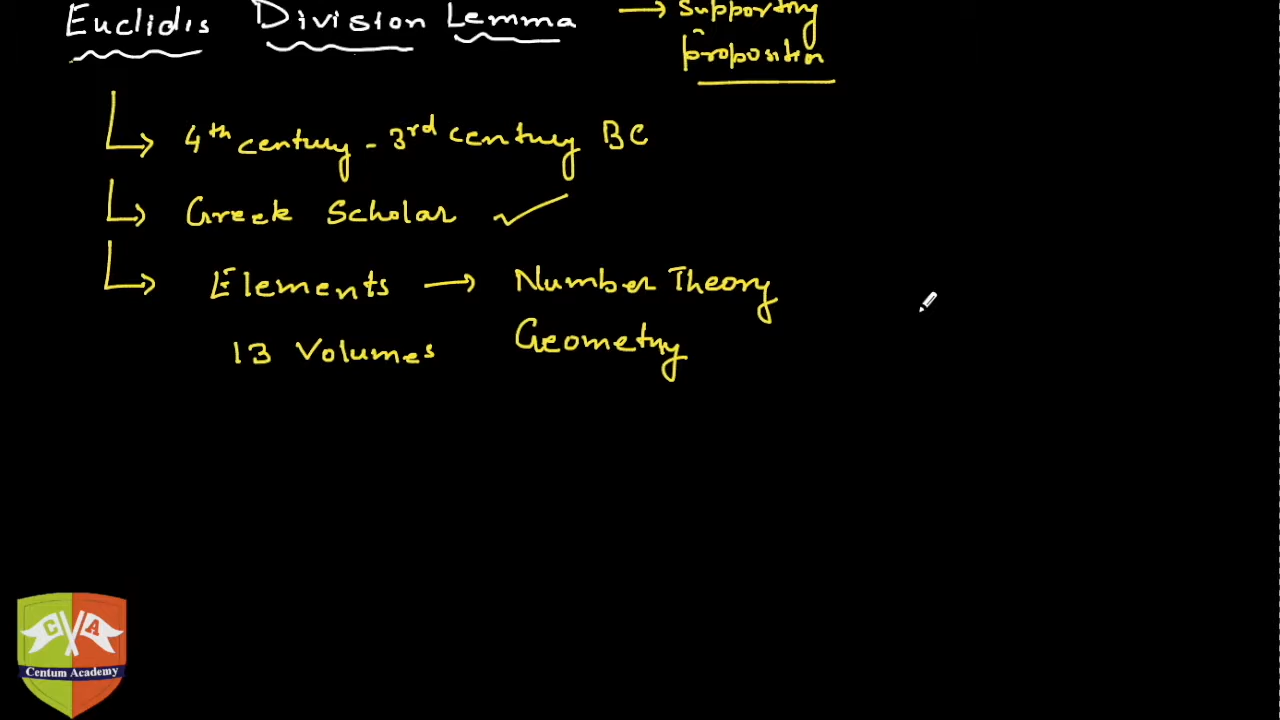 Euclid's Division Lemma → Supporting
proposition
4th century - 3rd century BC
Greek Scholar ✓
Elements → Number Theory
13 Volumes Geometry
C A
Centum Academy